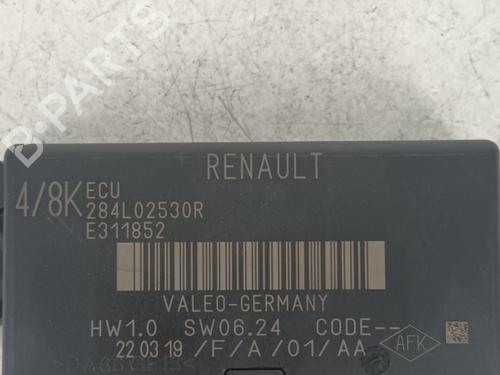 RENAULT
4/8K ECU
284L02530R
E311852
VALEO-GERMANY
HW1.0 SW06.24 CODE--
22 03 19 /F/A/01/AA
AFK